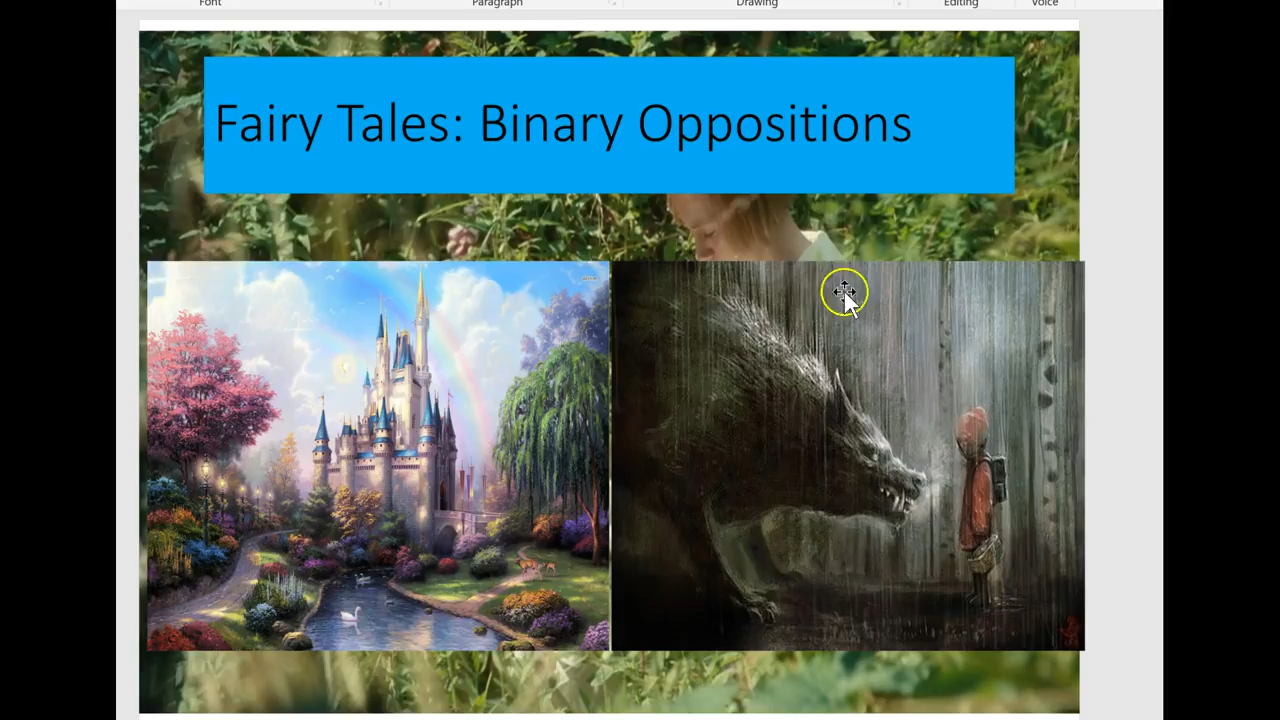 Font
Paragraph
Drawing
Editing
Voice
Fairy Tales: Binary Oppositions